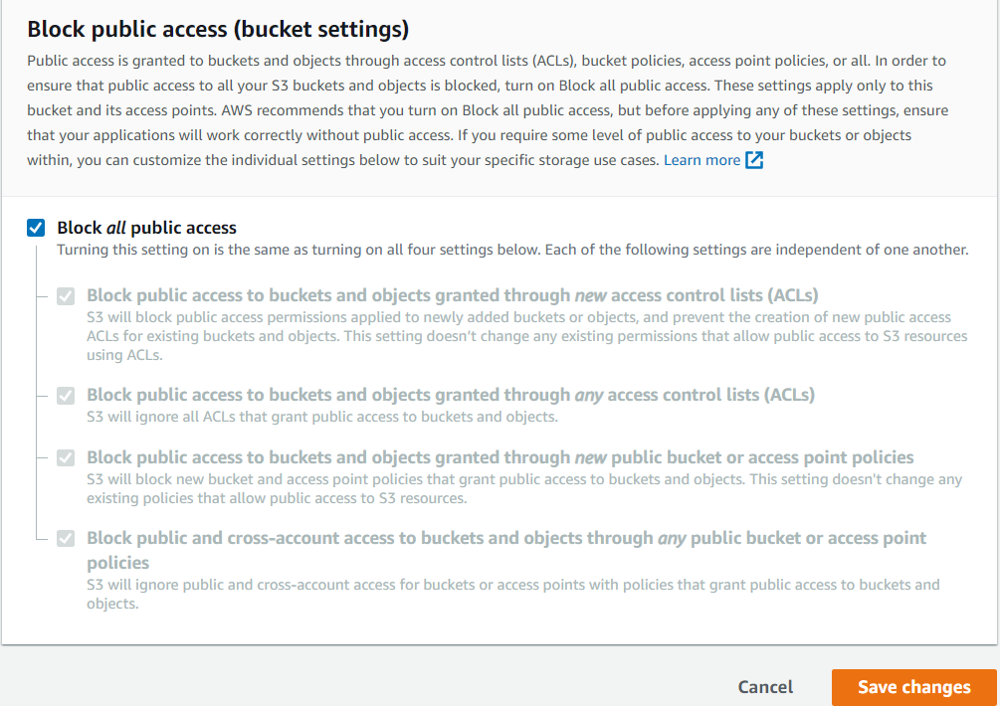 Block public access (bucket settings)
Public access is granted to buckets and objects through access control lists (ACLs), bucket policies, access point policies, or all. In order to
ensure that public access to all your S3 buckets and objects is blocked, turn on Block all public access. These settings apply only to this
bucket and its access points. AWS recommends that you turn on Block all public access, but before applying any of these settings, ensure
that your applications will work correctly without public access. If you require some level of public access to your buckets or objects
within, you can customize the individual settings below to suit your specific storage use cases. Learn more
Block all public access
Turning this setting on is the same as turning on all four settings below. Each of the following settings are independent of one another.
Block public access to buckets and objects granted through new access control lists (ACLs)
S3 will block public access permissions applied to newly added buckets or objects, and prevent the creation of new public access
ACLs for existing buckets and objects. This setting doesn't change any existing permissions that allow public access to S3 resources
using ACLs.
Block public access to buckets and objects granted through any access control lists (ACLs)
S3 will ignore all ACLs that grant public access to buckets and objects.
Block public access to buckets and objects granted through new public bucket or access point policies
S3 will block new bucket and access point policies that grant public access to buckets and objects. This setting doesn't change any
existing policies that allow public access to S3 resources.
Block public and cross-account access to buckets and objects through any public bucket or access point
policies
S3 will ignore public and cross-account access for buckets or access points with policies that grant public access to buckets and
objects.
Cancel
Save changes